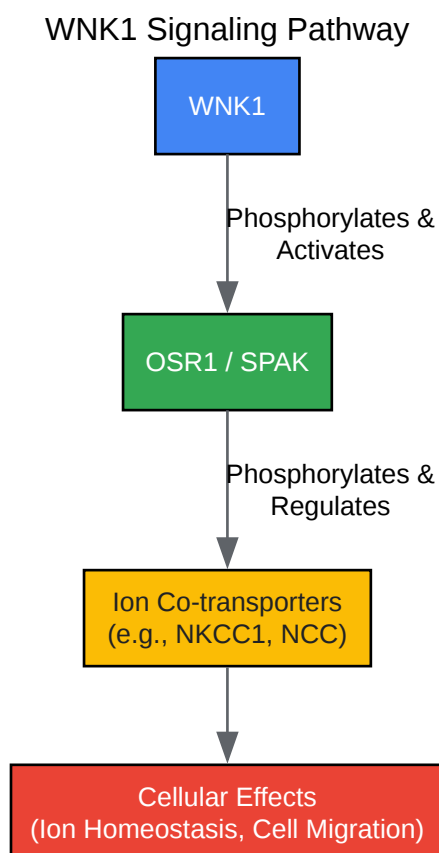 WNK1 Signaling Pathway
WNK1
Phosphorylates &
Activates
OSR1 / SPAK
Phosphorylates &
Regulates
Ion Co-transporters
(e.g., NKCC1, NCC)
Cellular Effects
(Ion Homeostasis, Cell Migration)